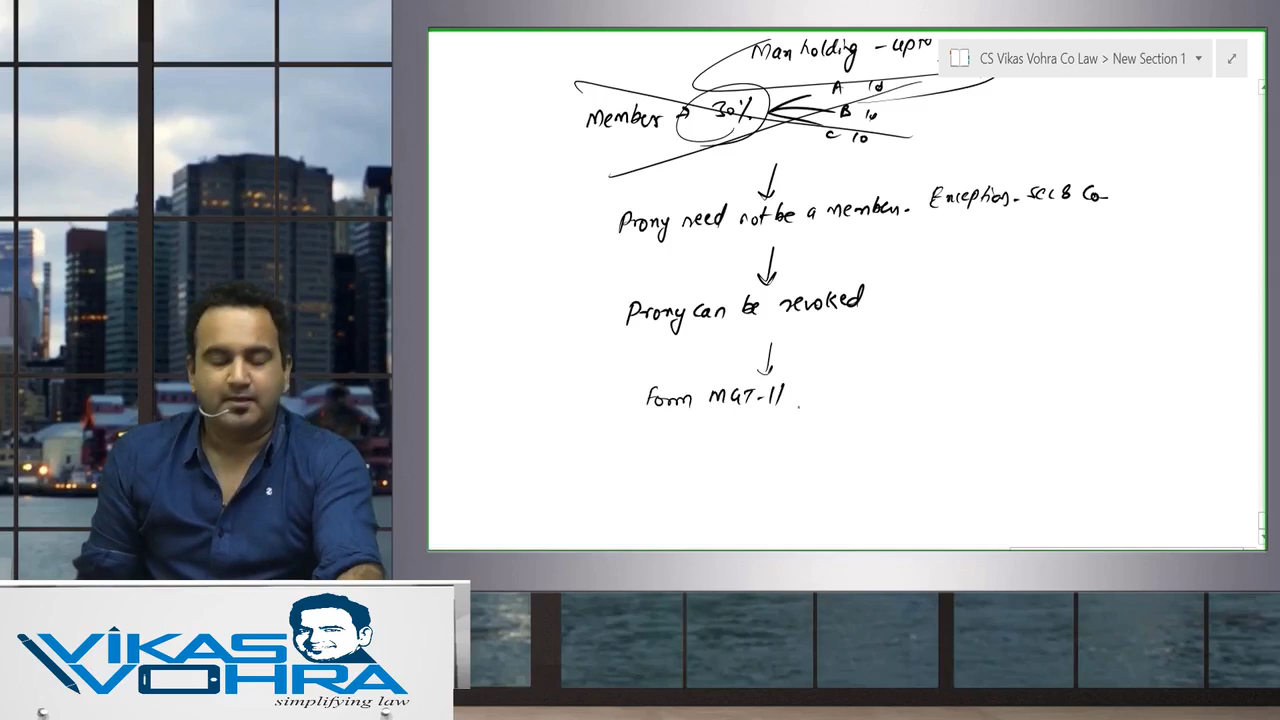 Max holding - upto
CS Vikas Vohra Co Law > New Section 1
Member 30%
A 10
B 10
C 10
Proxy need not be a member. Exception - Sec 8 Co-
Proxy can be revoked
Form MGT-11
VIKAS
VOHRA
simplifying law